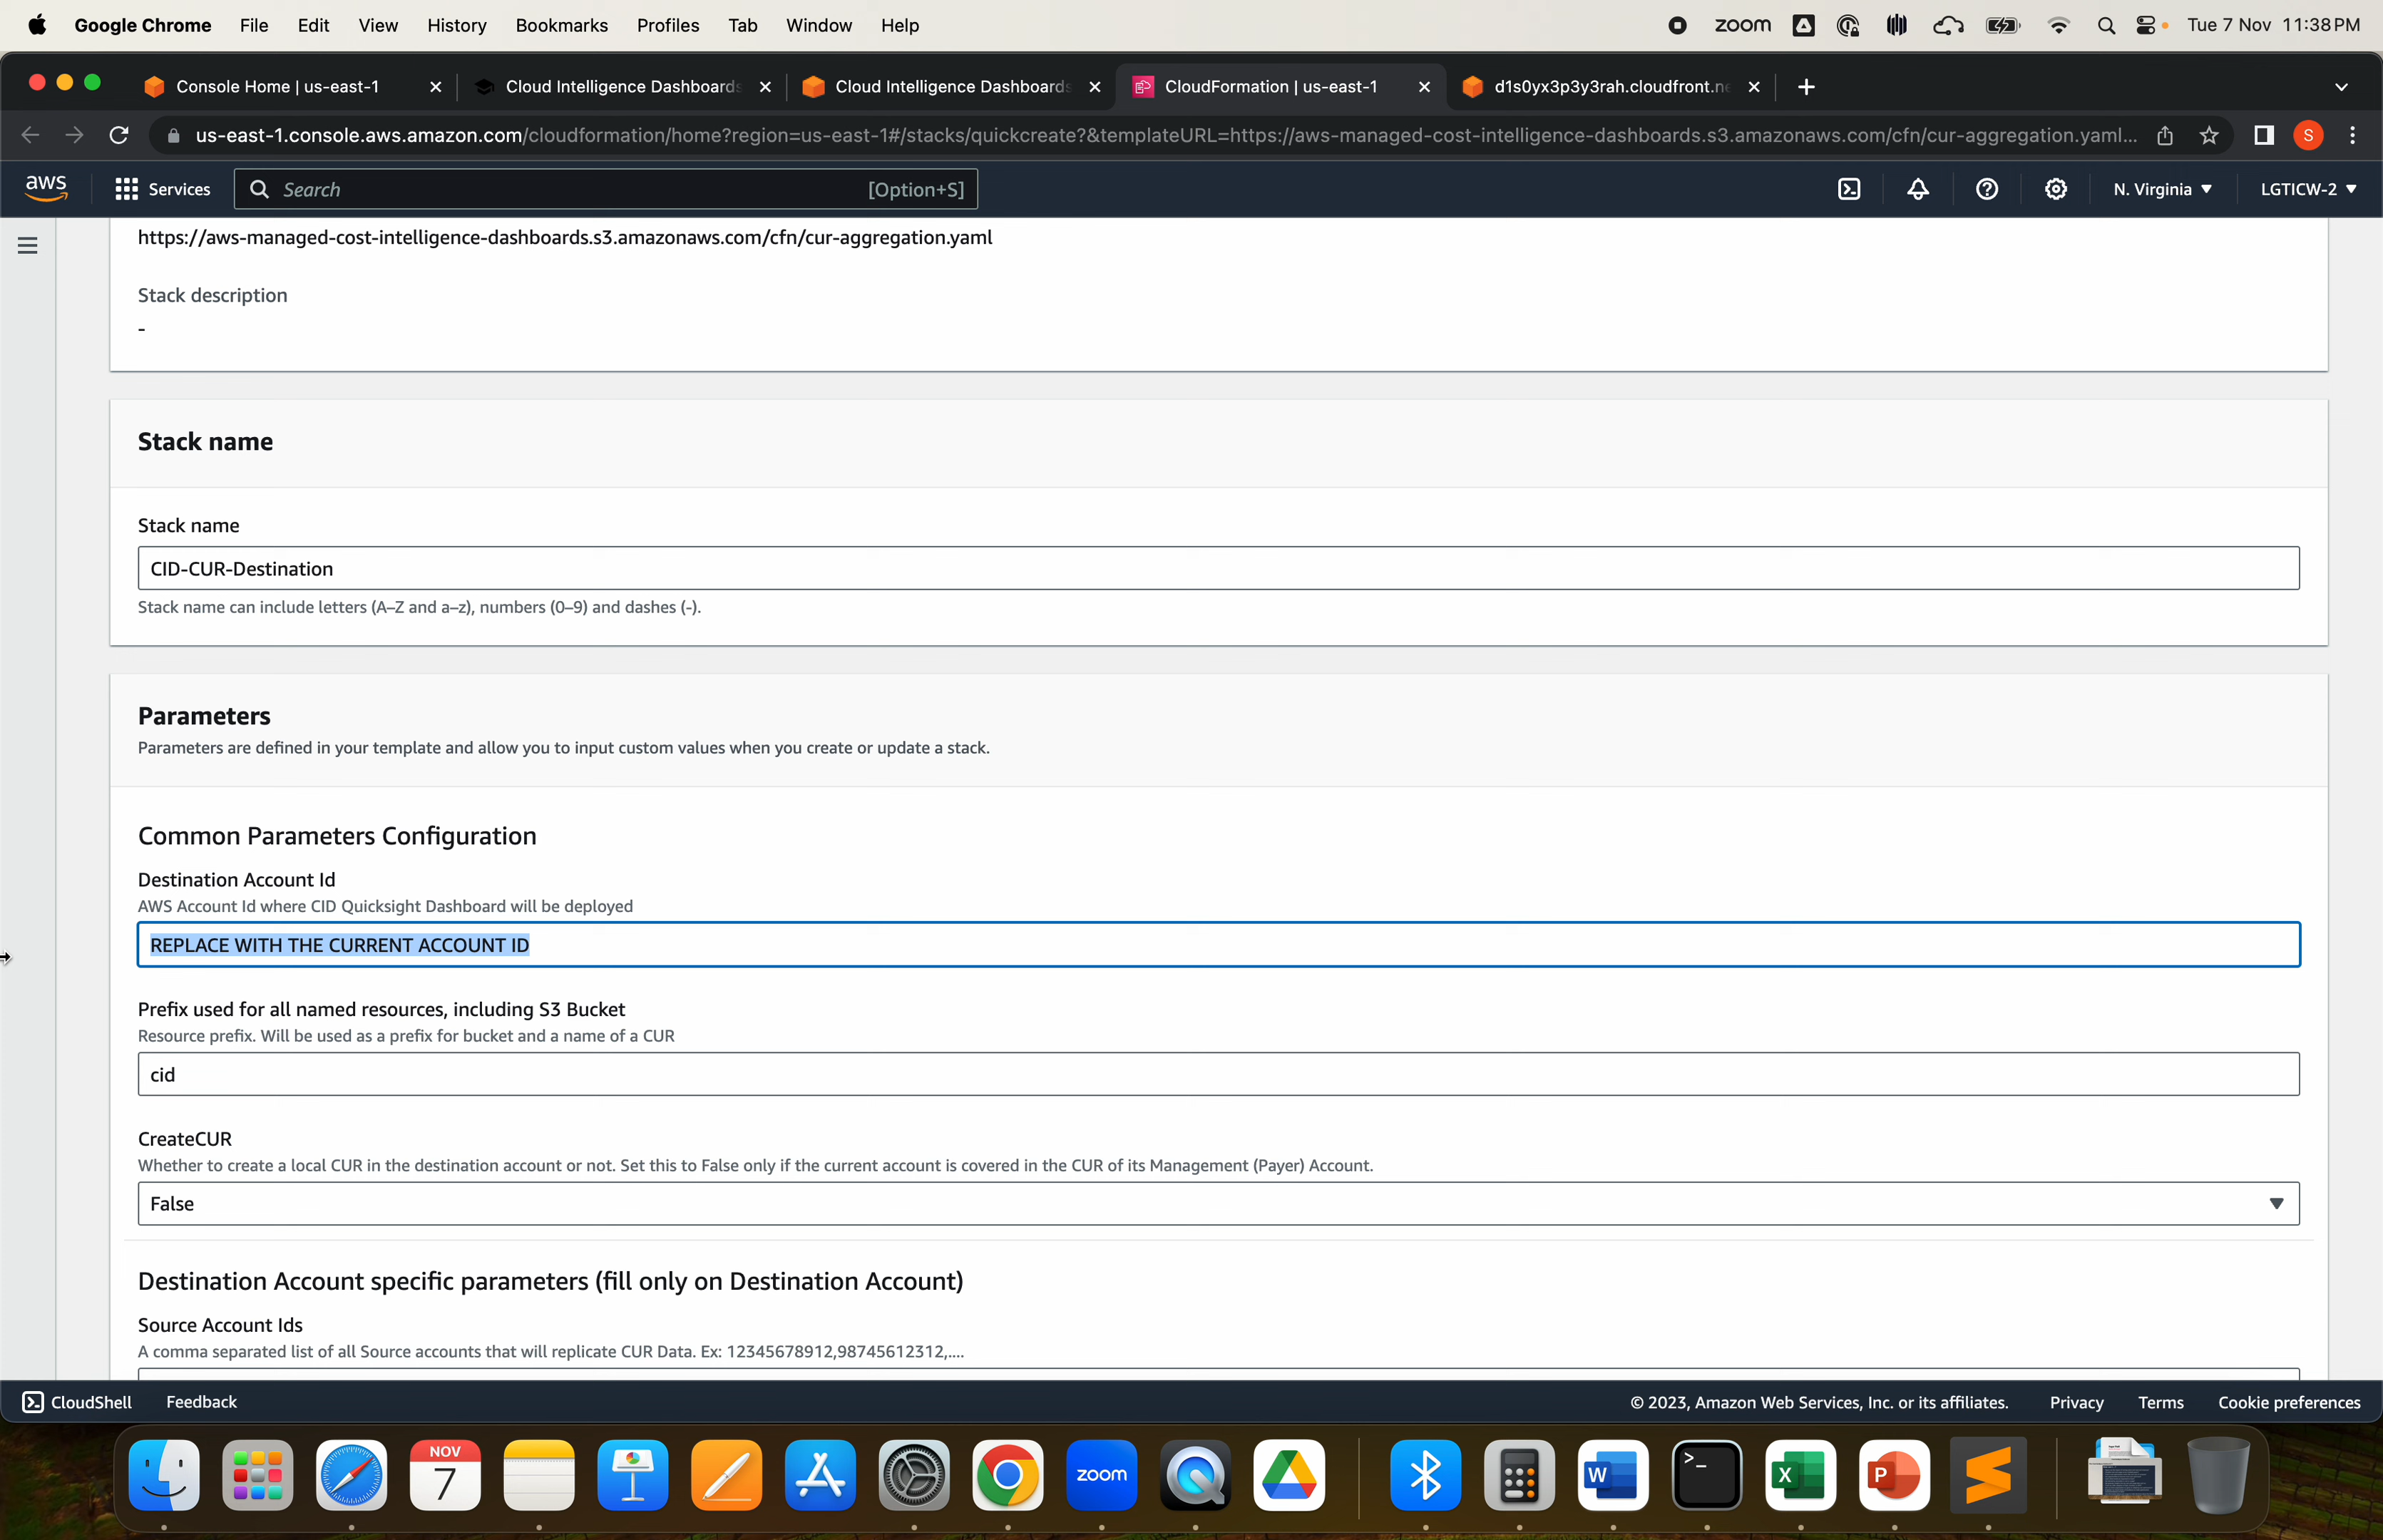 Google Chrome File Edit View History Bookmarks Profiles Tab Window Help zoom Tue 7 Nov 11:38 PM
Console Home | us-east-1 Cloud Intelligence Dashboards Cloud Intelligence Dashboards CloudFormation | us-east-1 d1s0yx3p3y3rah.cloudfront.ne
us-east-1.console.aws.amazon.com/cloudformation/home?region=us-east-1#/stacks/quickcreate?&templateURL=https://aws-managed-cost-intelligence-dashboards.s3.amazonaws.com/cfn/cur-aggregation.yaml... S
aws Services Search [Option+S] N. Virginia LGTICW-2
https://aws-managed-cost-intelligence-dashboards.s3.amazonaws.com/cfn/cur-aggregation.yaml
Stack description
-
Stack name
Stack name
CID-CUR-Destination
Stack name can include letters (A-Z and a-z), numbers (0-9) and dashes (-).
Parameters
Parameters are defined in your template and allow you to input custom values when you create or update a stack.
Common Parameters Configuration
Destination Account Id
AWS Account Id where CID Quicksight Dashboard will be deployed
REPLACE WITH THE CURRENT ACCOUNT ID
Prefix used for all named resources, including S3 Bucket
Resource prefix. Will be used as a prefix for bucket and a name of a CUR
cid
CreateCUR
Whether to create a local CUR in the destination account or not. Set this to False only if the current account is covered in the CUR of its Management (Payer) Account.
False
Destination Account specific parameters (fill only on Destination Account)
Source Account Ids
A comma separated list of all Source accounts that will replicate CUR Data. Ex: 12345678912,98745612312,....
CloudShell Feedback © 2023, Amazon Web Services, Inc. or its affiliates. Privacy Terms Cookie preferences
NOV
7
zoom
W
X
P